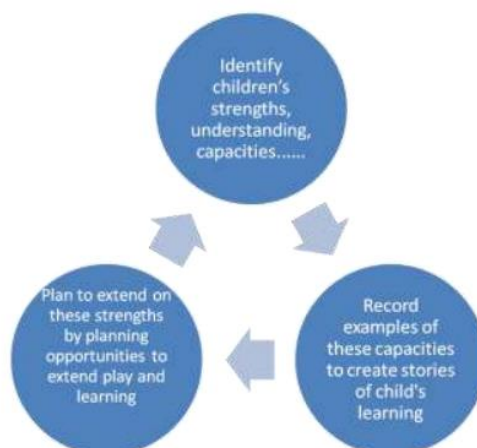 Identify
children's
strengths,
understanding,
capacities......
Record
examples of
these capacities
to create stories
of child's
learning
Plan to extend on
these strengths
by planning
opportunities to
extend play and
learning